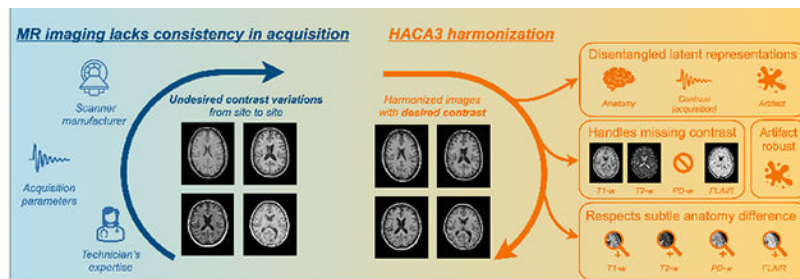 MR imaging lacks consistency in acquisition
Scanner
manufacturer
Acquisition
parameters
Technician's
expertise
Undesired contrast variations
from site to site
HACA3 harmonization
Harmonized images
with desired contrast
Disentangled latent representations
Anatomy
Contrast
(acquisition)
Artifact
Handles missing contrast
T1-w
T2-w
PD-w
FLAIR
Artifact
robust
Respects subtle anatomy difference
T1-w
T2-w
PD-w
FLAIR